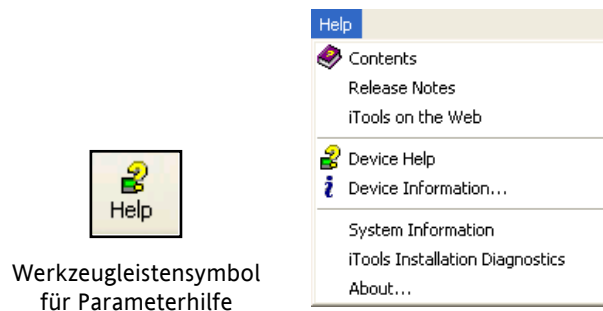 Help
Werkzeugleistensymbol
für Parameterhilfe
Help
Contents
Release Notes
iTools on the Web
Device Help
Device Information...
System Information
iTools Installation Diagnostics
About...